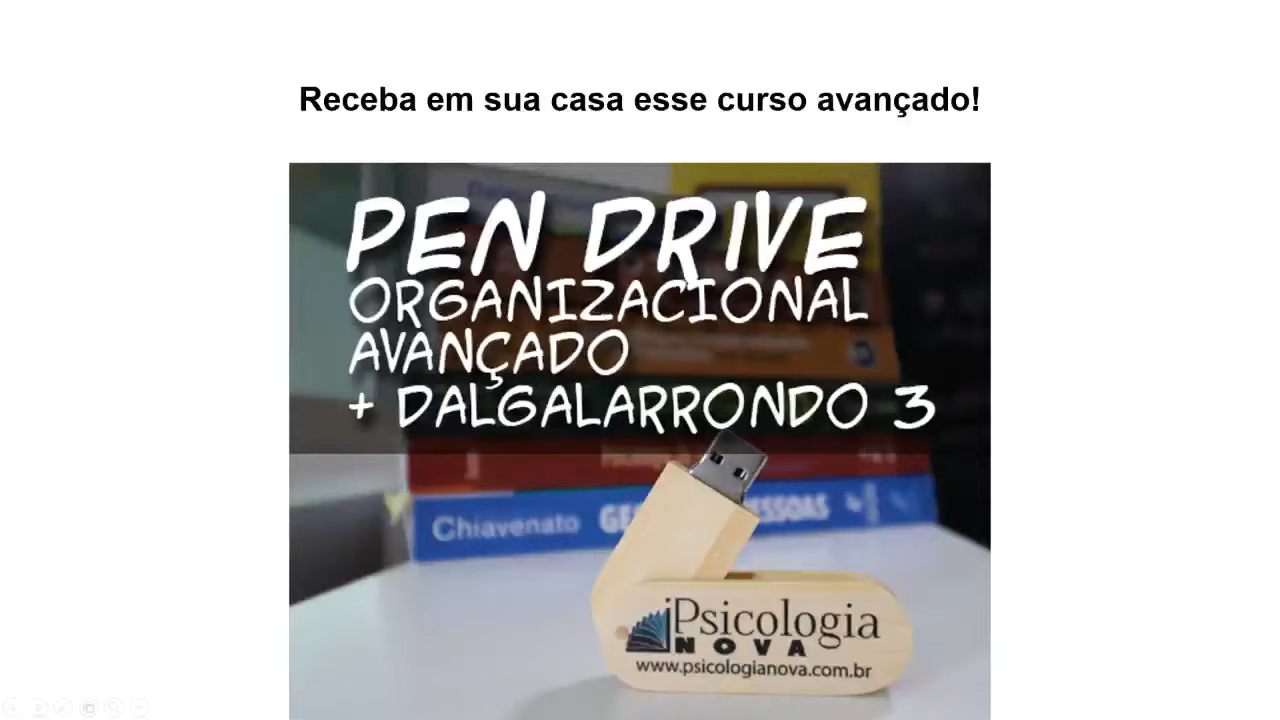 Receba em sua casa esse curso avançado!
PEN DRIVE
ORGANIZACIONAL
AVANÇADO
+ DALGALARRONDO 3
Chiavenato
Psicologia
NOVA
www.psicologianova.com.br